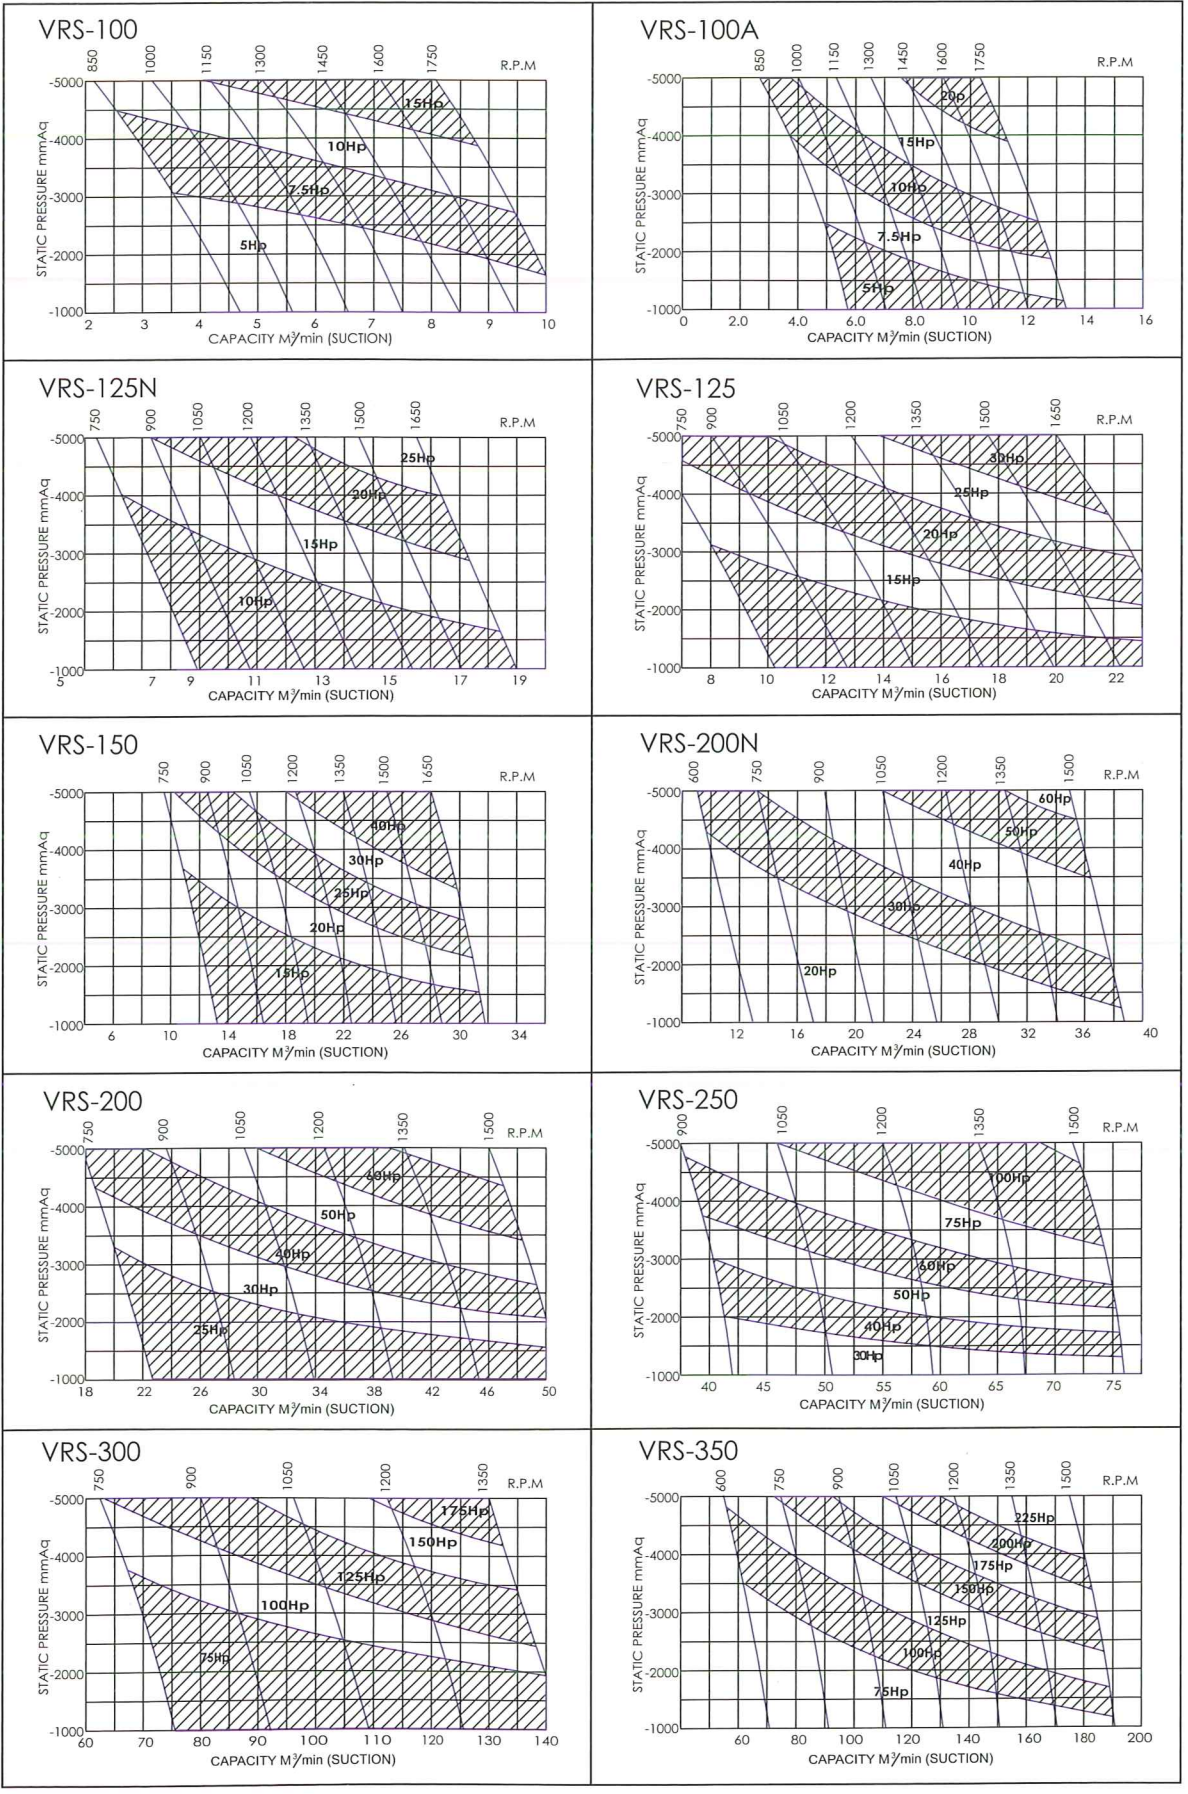 VRS-100
850 1000 1150 1300 1450 1600 1750 R.P.M
STATIC PRESSURE mmAq
-5000
-4000
-3000
-2000
-1000
15Hp
10Hp
7.5Hp
5Hp
2 3 4 5 6 7 8 9 10
CAPACITY M³/min (SUCTION)
VRS-100A
850 1000 1150 1300 1450 1600 1750 R.P.M
STATIC PRESSURE mmAq
-5000
-4000
-3000
-2000
-1000
20p
15Hp
10Hp
7.5Hp
5Hp
0 2.0 4.0 6.0 8.0 10 12 14 16
CAPACITY M³/min (SUCTION)
VRS-125N
750 900 1050 1200 1350 1500 1650 R.P.M
STATIC PRESSURE mmAq
-5000
-4000
-3000
-2000
-1000
25Hp
20Hp
15Hp
10Hp
5 7 9 11 13 15 17 19
CAPACITY M³/min (SUCTION)
VRS-125
750 900 1050 1200 1350 1500 1650 R.P.M
STATIC PRESSURE mmAq
-5000
-4000
-3000
-2000
-1000
30Hp
25Hp
20Hp
15Hp
8 10 12 14 16 18 20 22
CAPACITY M³/min (SUCTION)
VRS-150
750 900 1050 1200 1350 1500 1650 R.P.M
STATIC PRESSURE mmAq
-5000
-4000
-3000
-2000
-1000
40Hp
30Hp
25Hp
20Hp
15Hp
6 10 14 18 22 26 30 34
CAPACITY M³/min (SUCTION)
VRS-200N
600 750 900 1050 1200 1350 1500 R.P.M
STATIC PRESSURE mmAq
-5000
-4000
-3000
-2000
-1000
60Hp
50Hp
40Hp
30Hp
20Hp
12 16 20 24 28 32 36 40
CAPACITY M³/min (SUCTION)
VRS-200
750 900 1050 1200 1350 1500 R.P.M
STATIC PRESSURE mmAq
-5000
-4000
-3000
-2000
-1000
60Hp
50Hp
40Hp
30Hp
25Hp
18 22 26 30 34 38 42 46 50
CAPACITY M³/min (SUCTION)
VRS-250
900 1050 1200 1350 1500 R.P.M
STATIC PRESSURE mmAq
-5000
-4000
-3000
-2000
-1000
100Hp
75Hp
60Hp
50Hp
40Hp
30Hp
40 45 50 55 60 65 70 75
CAPACITY M³/min (SUCTION)
VRS-300
750 900 1050 1200 1350 R.P.M
STATIC PRESSURE mmAq
-5000
-4000
-3000
-2000
-1000
175Hp
150Hp
125Hp
100Hp
75Hp
60 70 80 90 100 110 120 130 140
CAPACITY M³/min (SUCTION)
VRS-350
600 750 900 1050 1200 1350 1500 R.P.M
STATIC PRESSURE mmAq
-5000
-4000
-3000
-2000
-1000
225Hp
200Hp
175Hp
150Hp
125Hp
100Hp
75Hp
60 80 100 120 140 160 180 200
CAPACITY M³/min (SUCTION)